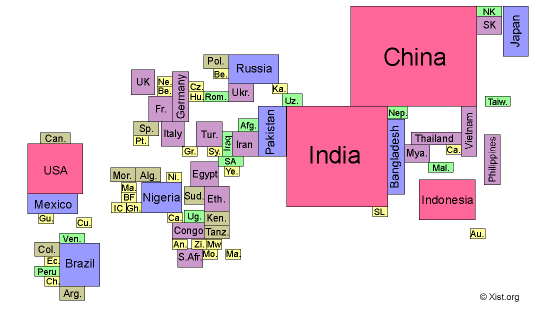 NK
SK
Japan
China
Pol.
Russia
Be.
UK
Ne.
Be.
Germany
Cz.
Hu.
Rom.
Ukr.
Ka.
Uz.
Taiw.
Fr.
Sp.
Pt.
Italy
Tur.
Gr.
Sy.
Iraq
Afg.
Iran
Pakistan
India
Nep.
Bangladesh
Thailand
Mya.
Ca.
Vietnam
Mal.
Philippines
Can.
USA
Mexico
Gu.
Cu.
SA
Ye.
Egypt
Mor.
Alg.
Ni.
Ma.
BF
IC
Gh.
Nigeria
Ca.
Sud.
Eth.
Ug.
Ken.
Congo
Tanz.
An.
Zi.
Mw
S.Afr.
Mo.
Ma.
Indonesia
SL
Au.
Ven.
Col.
Ec.
Peru
Ch.
Brazil
Arg.
© Xist.org